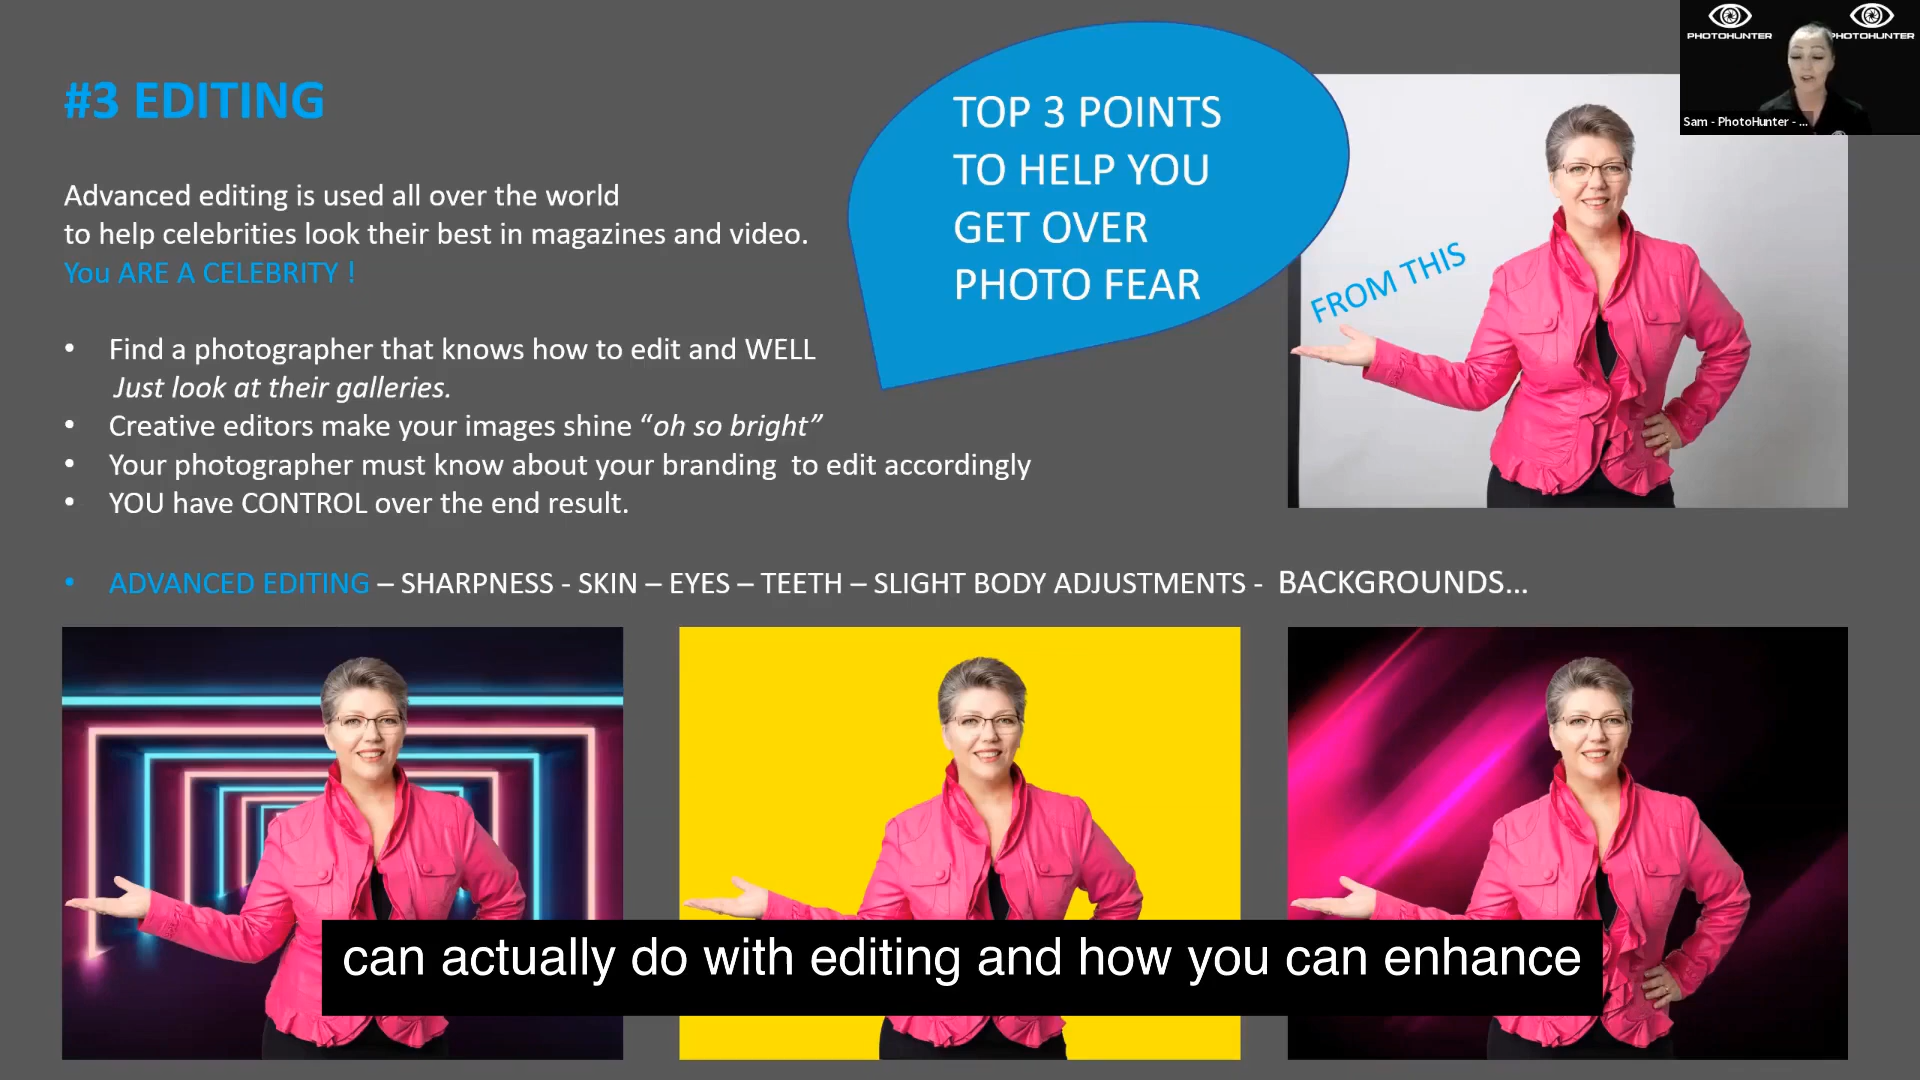 #3 EDITING
Advanced editing is used all over the world
to help celebrities look their best in magazines and video.
You ARE A CELEBRITY !
• Find a photographer that knows how to edit and WELL
Just look at their galleries.
• Creative editors make your images shine “oh so bright”
• Your photographer must know about your branding to edit accordingly
• YOU have CONTROL over the end result.
• ADVANCED EDITING – SHARPNESS - SKIN – EYES – TEETH – SLIGHT BODY ADJUSTMENTS - BACKGROUNDS...
TOP 3 POINTS
TO HELP YOU
GET OVER
PHOTO FEAR
FROM THIS
PHOTOHUNTER
PHOTOHUNTER
Sam - PhotoHunter - ...
can actually do with editing and how you can enhance